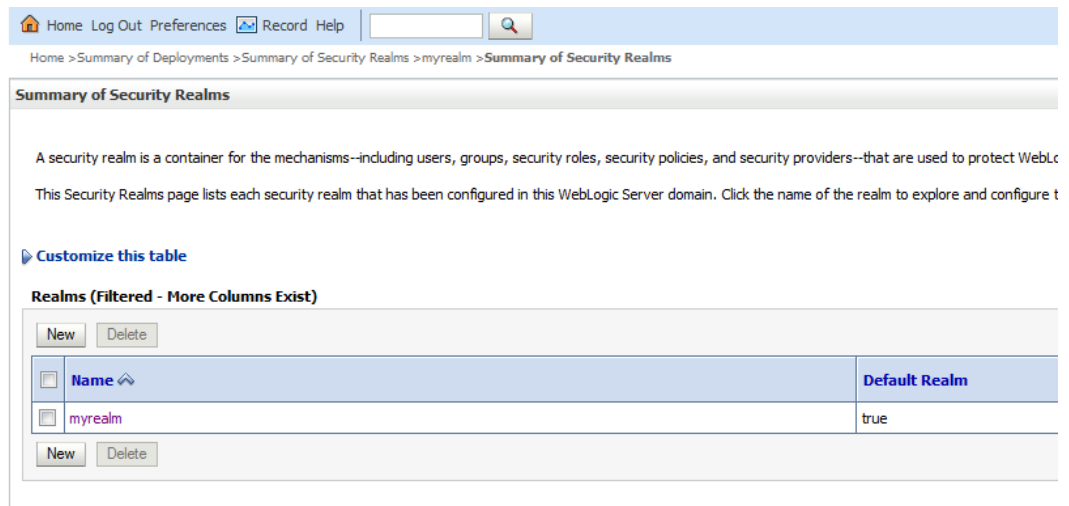 Home Log Out Preferences Record Help
Home >Summary of Deployments >Summary of Security Realms >myrealm >Summary of Security Realms
Summary of Security Realms
A security realm is a container for the mechanisms--including users, groups, security roles, security policies, and security providers--that are used to protect
This Security Realms page lists each security realm that has been configured in this WebLogic Server domain. Click the name of the realm to explore and configure
Customize this table
Realms (Filtered - More Columns Exist)
New Delete
Name Default Realm
myrealm true
New Delete